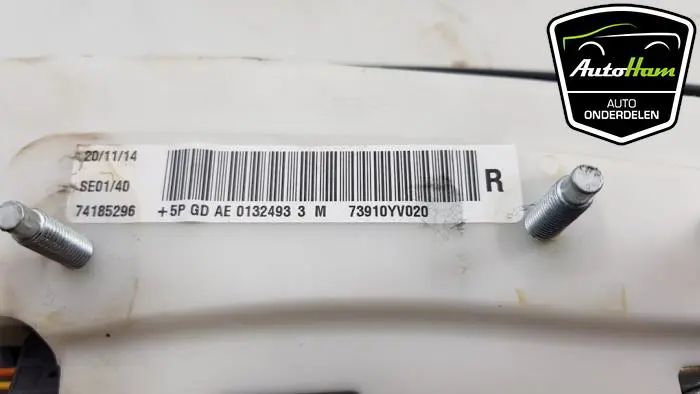 AutoHam
AUTO
ONDERDELEN
20/11/14
SE01/40
74185296 +5P GD AE 0132493 3 M 73910YV020
R